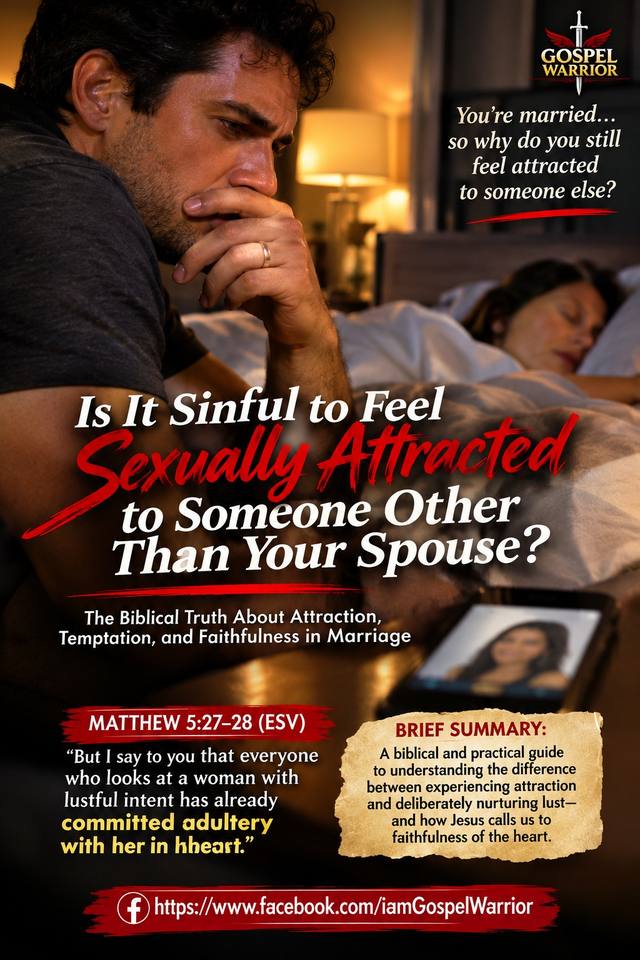 GOSPEL
WARRIOR
You're married...
so why do you still
feel attracted
to someone else?
Is It Sinful to Feel
Sexually Attracted
to Someone Other
Than Your Spouse?
The Biblical Truth About Attraction,
Temptation, and Faithfulness in Marriage
MATTHEW 5:27–28 (ESV)
“But I say to you that everyone
who looks at a woman with
lustful intent has already
committed adultery
with her in hheart.”
BRIEF SUMMARY:
A biblical and practical guide
to understanding the difference
between experiencing attraction
and deliberately nurturing lust—
and how Jesus calls us to
faithfulness of the heart.
https://www.facebook.com/iamGospelWarrior